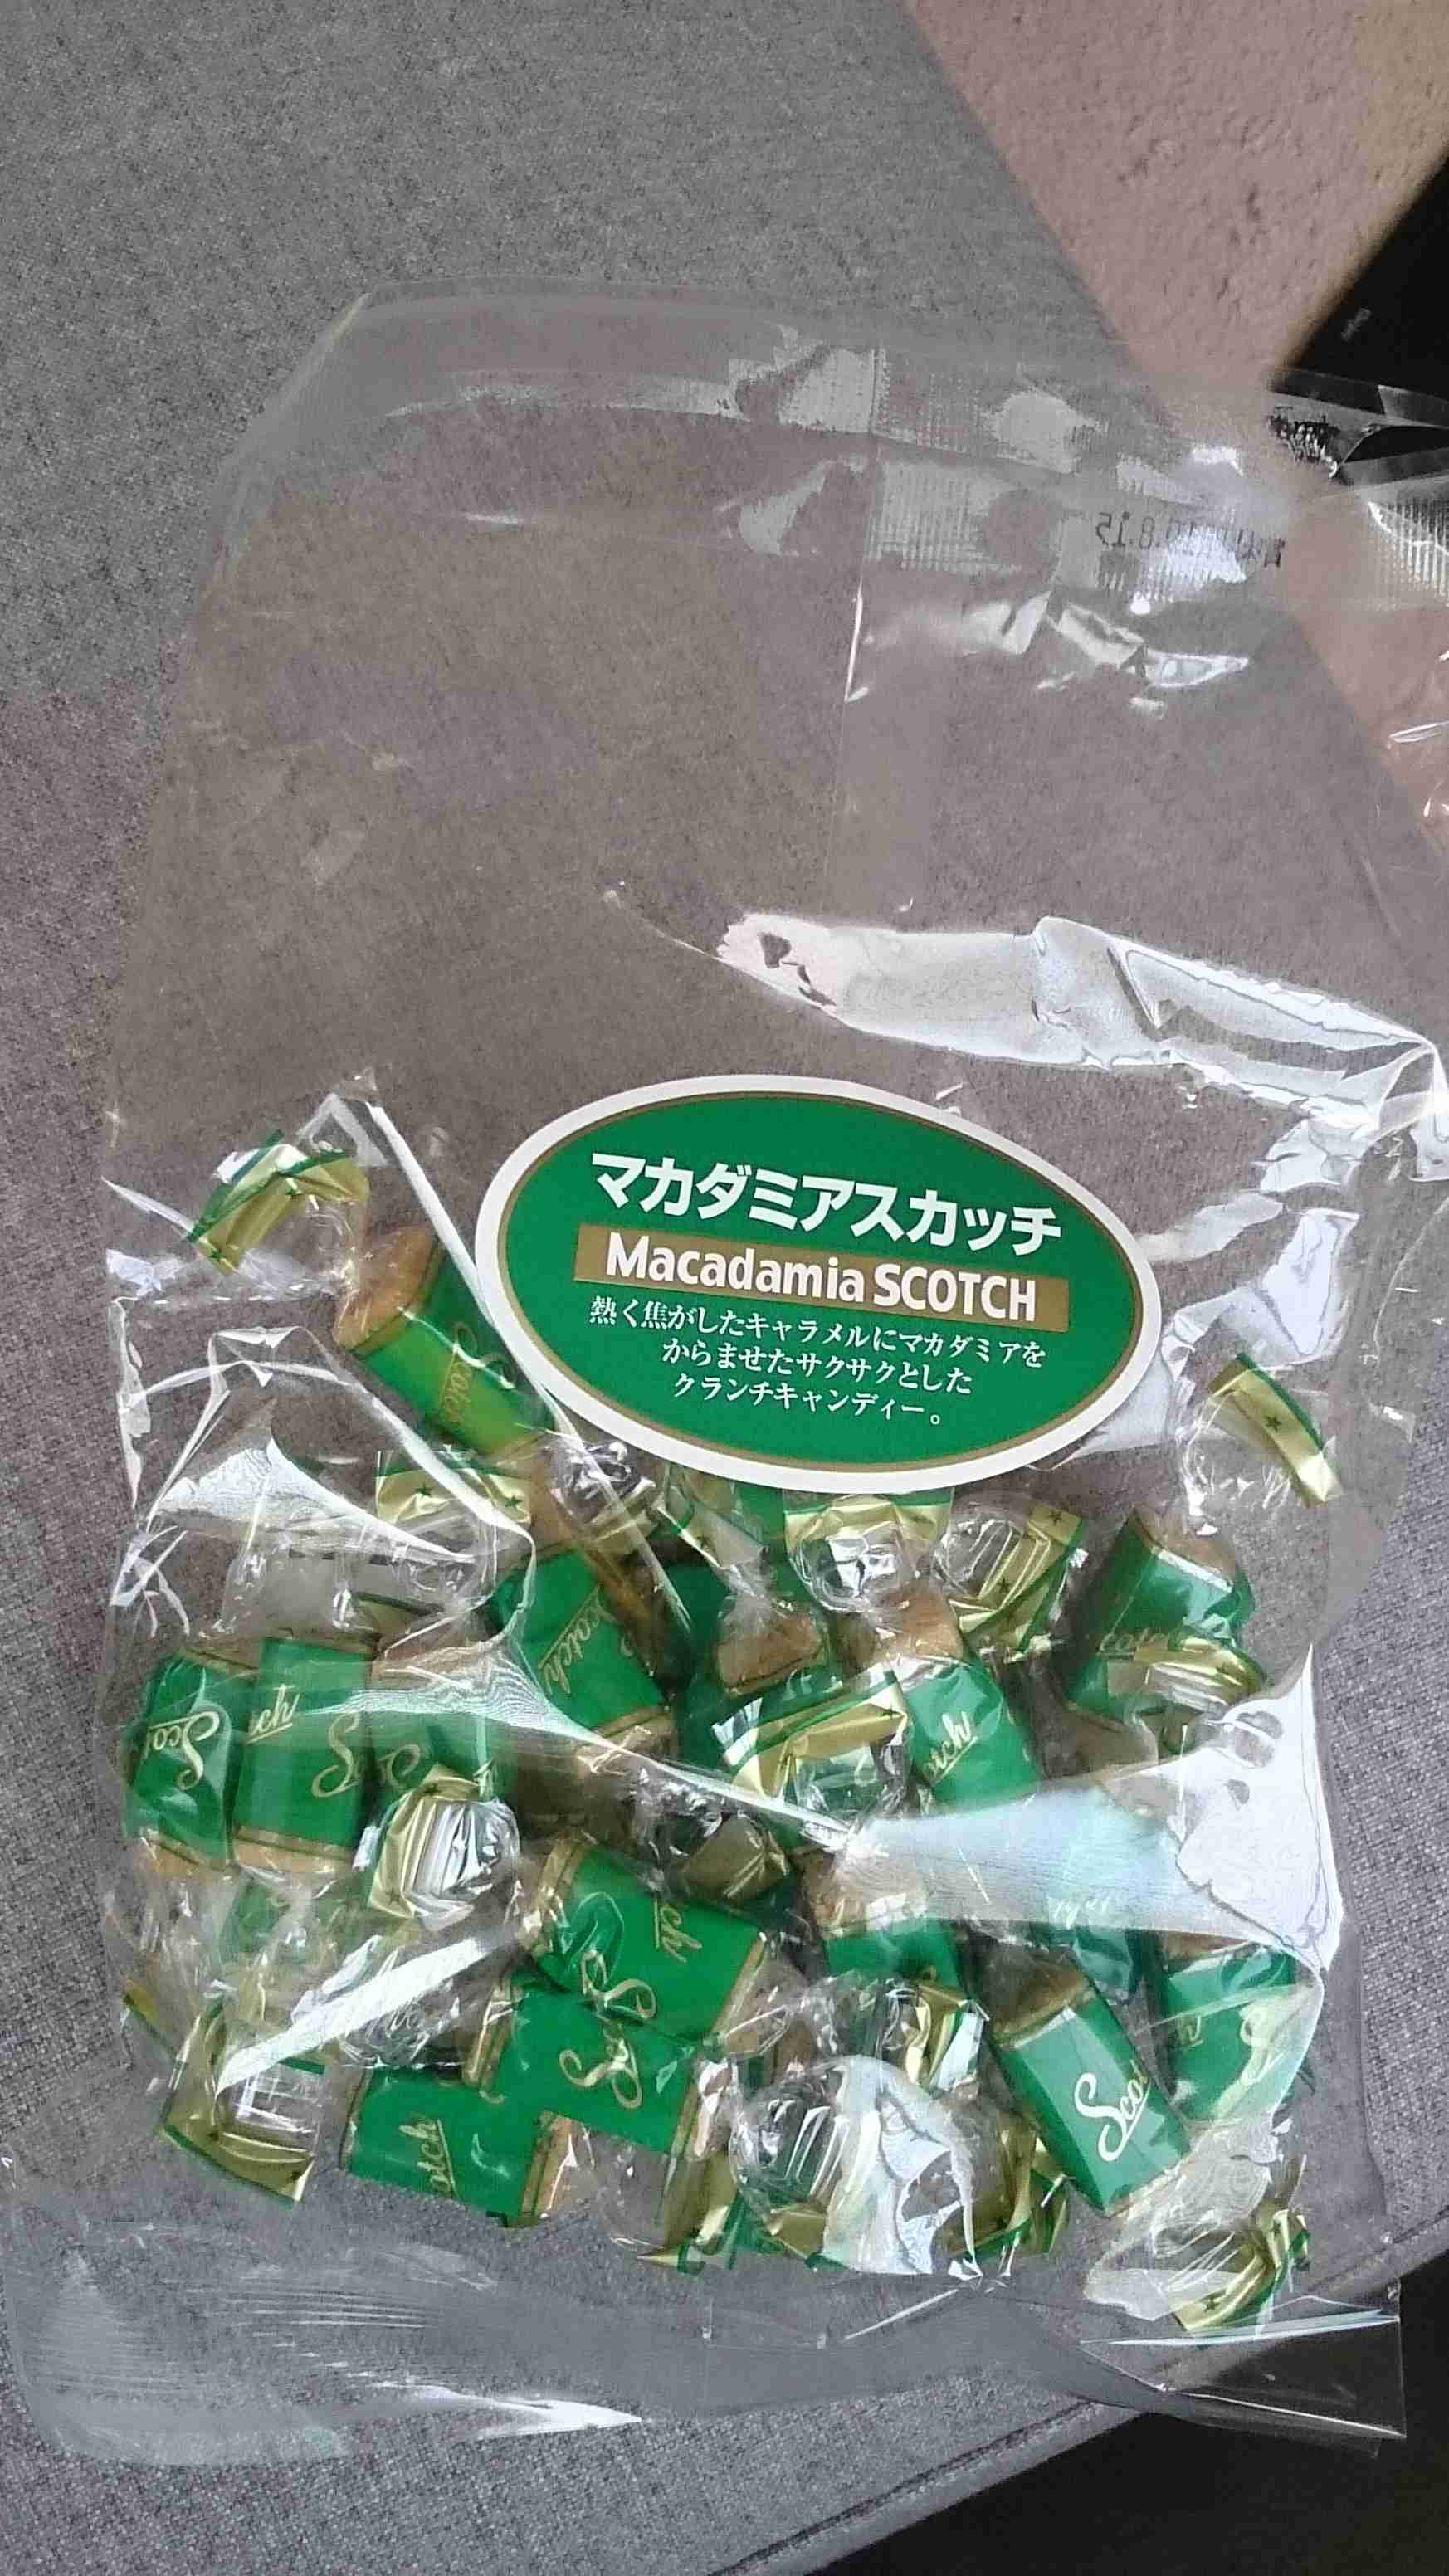 マカダミアスカッチ
Macadamia SCOTCH
熱く焦がしたキャラメルにマカダミアを
からませたサクサクとした
クランチキャンディー。
Scotch
Scotch
Scotch
Scotch